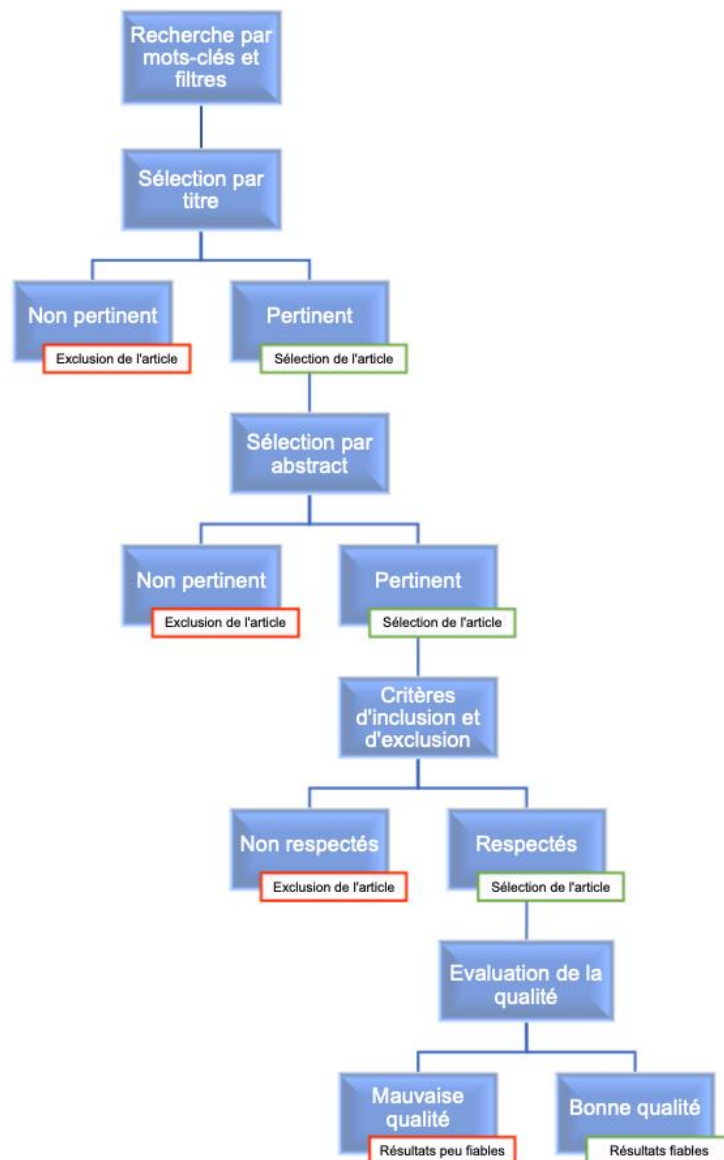 Recherche par
mots-clés et
filtres
Sélection par
titre
Non pertinent
Exclusion de l'article
Pertinent
Sélection de l'article
Sélection par
abstract
Non pertinent
Exclusion de l'article
Pertinent
Sélection de l'article
Critères
d'inclusion et
d'exclusion
Non respectés
Exclusion de l'article
Respectés
Sélection de l'article
Evaluation de la
qualité
Mauvaise
qualité
Résultats peu fiables
Bonne qualité
Résultats fiables